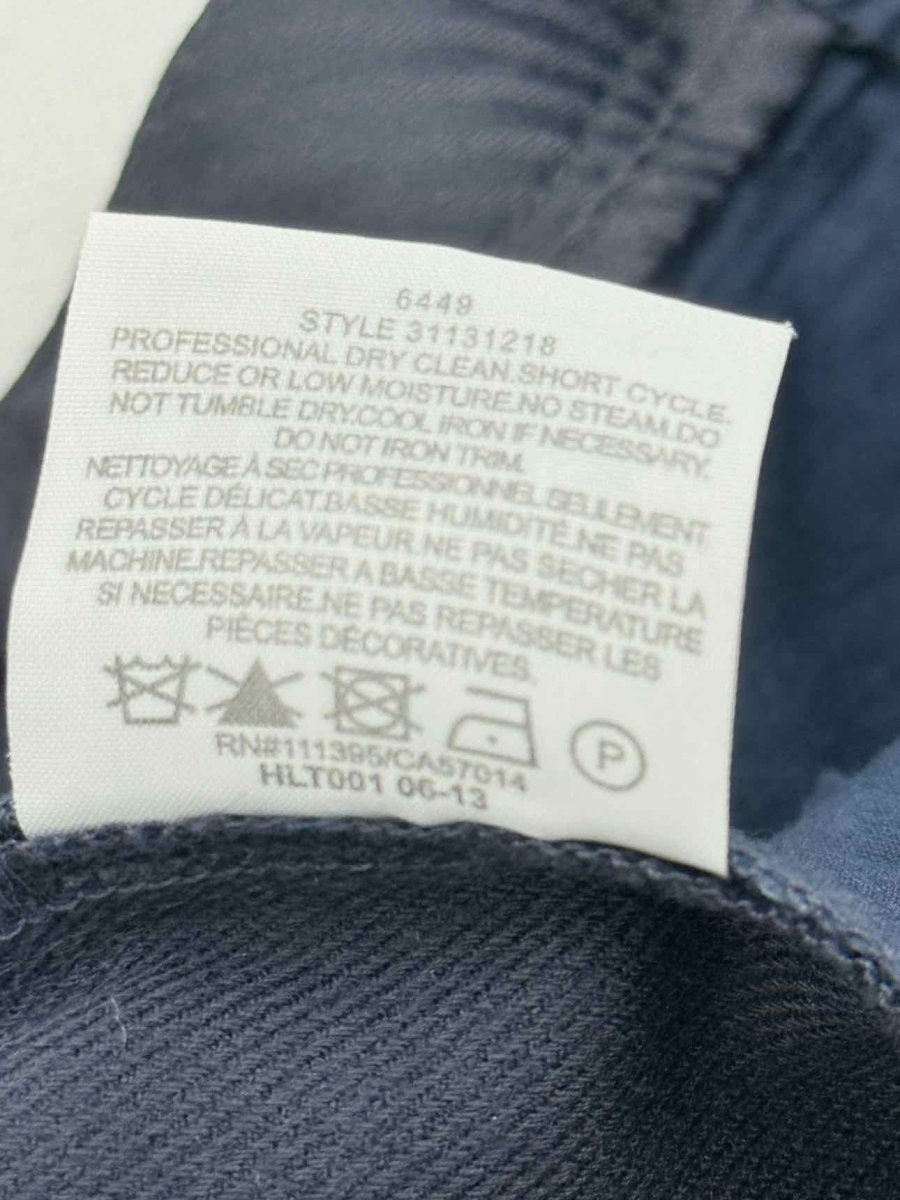 6449
STYLE 31131218
PROFESSIONAL DRY CLEAN.SHORT CYCLE.
REDUCE OR LOW MOISTURE.NO STEAM.DO
NOT TUMBLE DRY.COOL IRON IF NECESSARY.
DO NOT IRON TRIM.
NETTOYAGE À SEC PROFESSIONNEL SEULEMENT
CYCLE DÉLICAT.BASSE HUMIDITÉ.NE PAS
REPASSER À LA VAPEUR.NE PAS SECHER LA
MACHINE.REPASSER A BASSE TEMPERATURE
SI NECESSAIRE.NE PAS REPASSER LES
PIÈCES DÉCORATIVES.
P
RN#111395/CA57014
HLT001 06-13